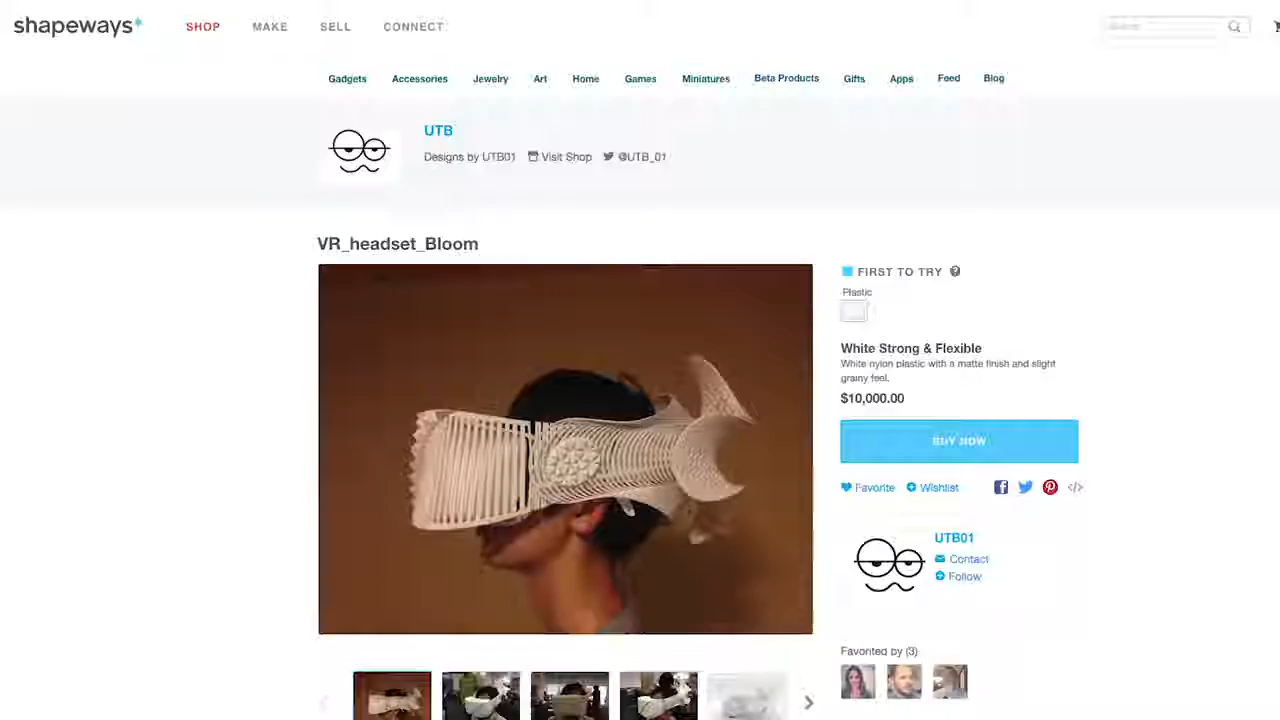 shapeways*
SHOP MAKE SELL CONNECT
Gadgets Accessories Jewelry Art Home Games Miniatures Beta Products Gifts Apps Feed Blog
UTB
Designs by UTB01 Visit Shop @UTB_01
VR_headset_Bloom
FIRST TO TRY ?
Plastic
White Strong & Flexible
White nylon plastic with a matte finish and slight
grainy feel.
$10,000.00
BUY NOW
Favorite Wishlist f </>
UTB01
Contact
Follow
Favorited by (3)